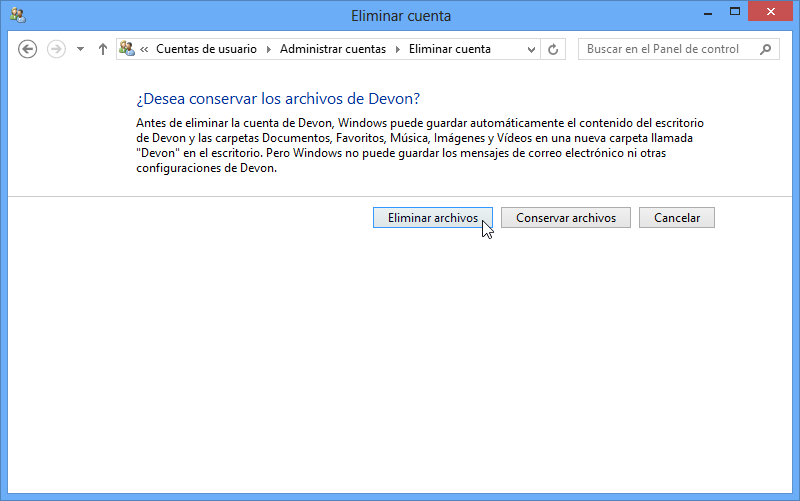 Eliminar cuenta
« Cuentas de usuario Administrar cuentas Eliminar cuenta
Buscar en el Panel de control
¿Desea conservar los archivos de Devon?
Antes de eliminar la cuenta de Devon, Windows puede guardar automáticamente el contenido del escritorio
de Devon y las carpetas Documentos, Favoritos, Música, Imágenes y Vídeos en una nueva carpeta llamada
"Devon" en el escritorio. Pero Windows no puede guardar los mensajes de correo electrónico ni otras
configuraciones de Devon.
Eliminar archivos Conservar archivos Cancelar